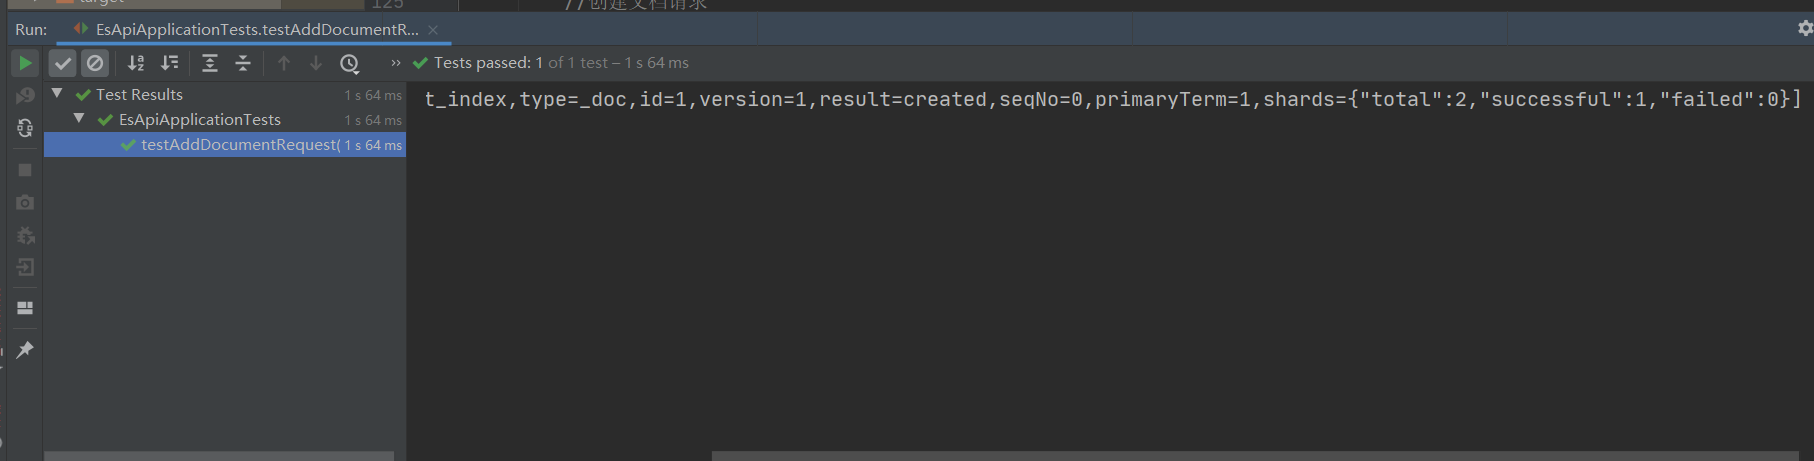 target
125
//创建文档请求
Run: EsApiApplicationTests.testAddDocumentR...
Tests passed: 1 of 1 test – 1 s 64 ms
Test Results 1 s 64 ms
EsApiApplicationTests 1 s 64 ms
testAddDocumentRequest( 1 s 64 ms
t_index,type=_doc,id=1,version=1,result=created,seqNo=0,primaryTerm=1,shards={"total":2,"successful":1,"failed":0}]